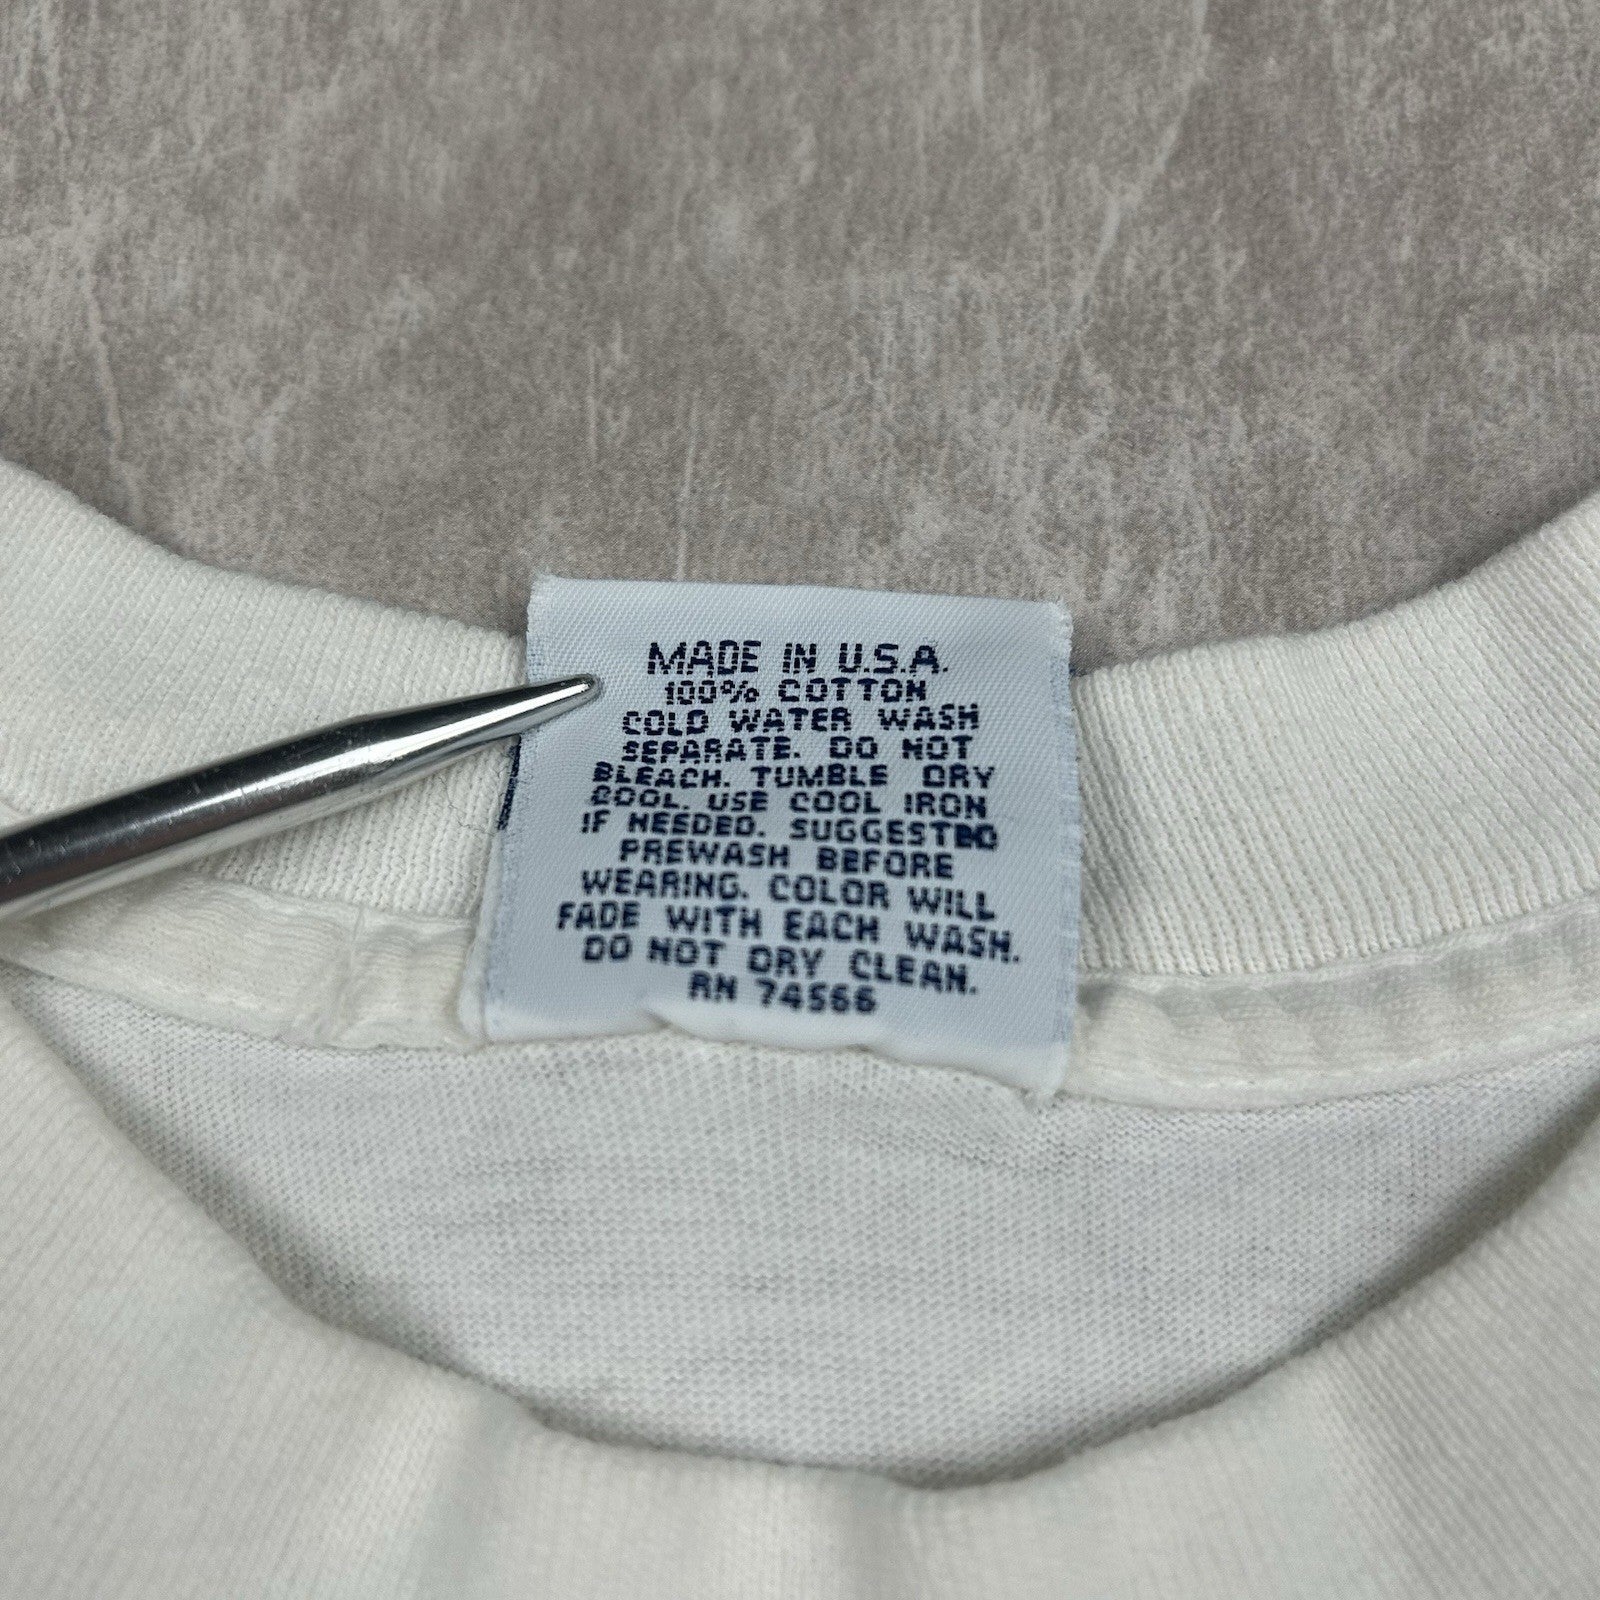 MADE IN U.S.A.
100% COTTON
COLD WATER WASH
SEPARATE. DO NOT
BLEACH. TUMBLE DRY
COOL. USE COOL IRON
IF NEEDED. SUGGESTED
PREWASH BEFORE
WEARING. COLOR WILL
FADE WITH EACH WASH.
DO NOT DRY CLEAN.
RN 74566